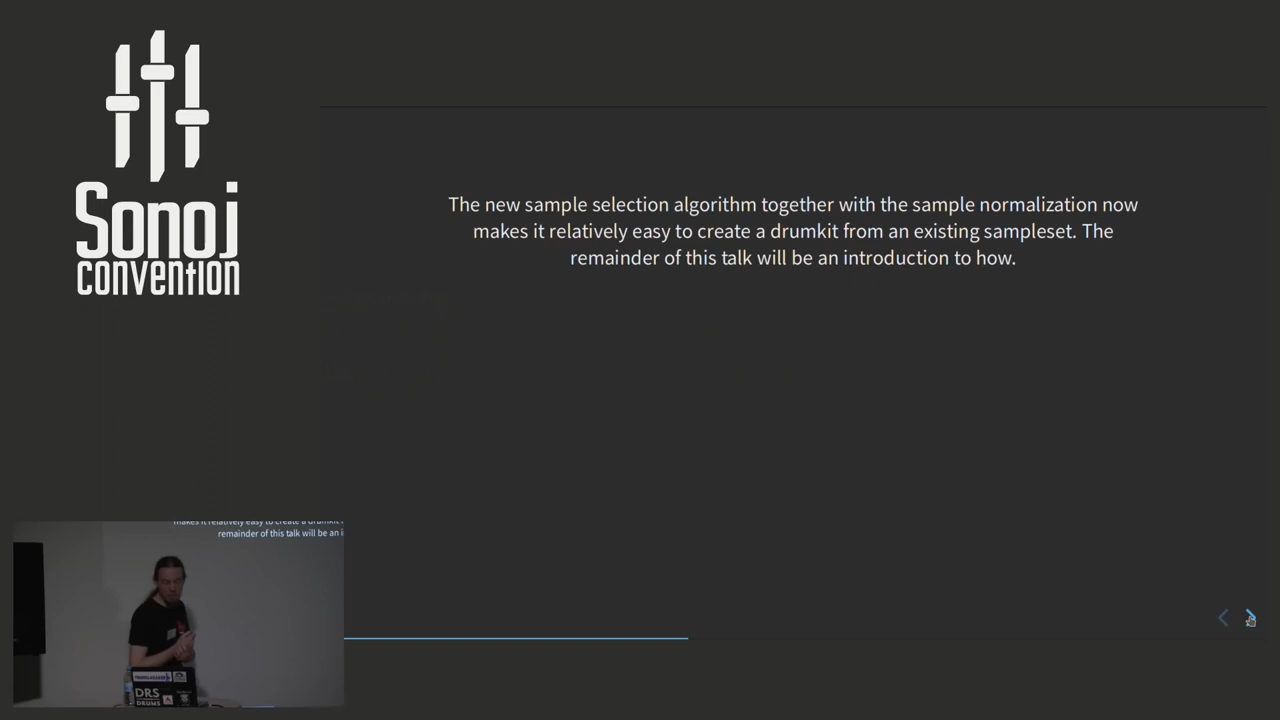 Sonoj
convention
The new sample selection algorithm together with the sample normalization now
makes it relatively easy to create a drumkit from an existing sampleset. The
remainder of this talk will be an introduction to how.
makes it relatively easy to create a drumkit
remainder of this talk will be an i
DRS
DRUMS